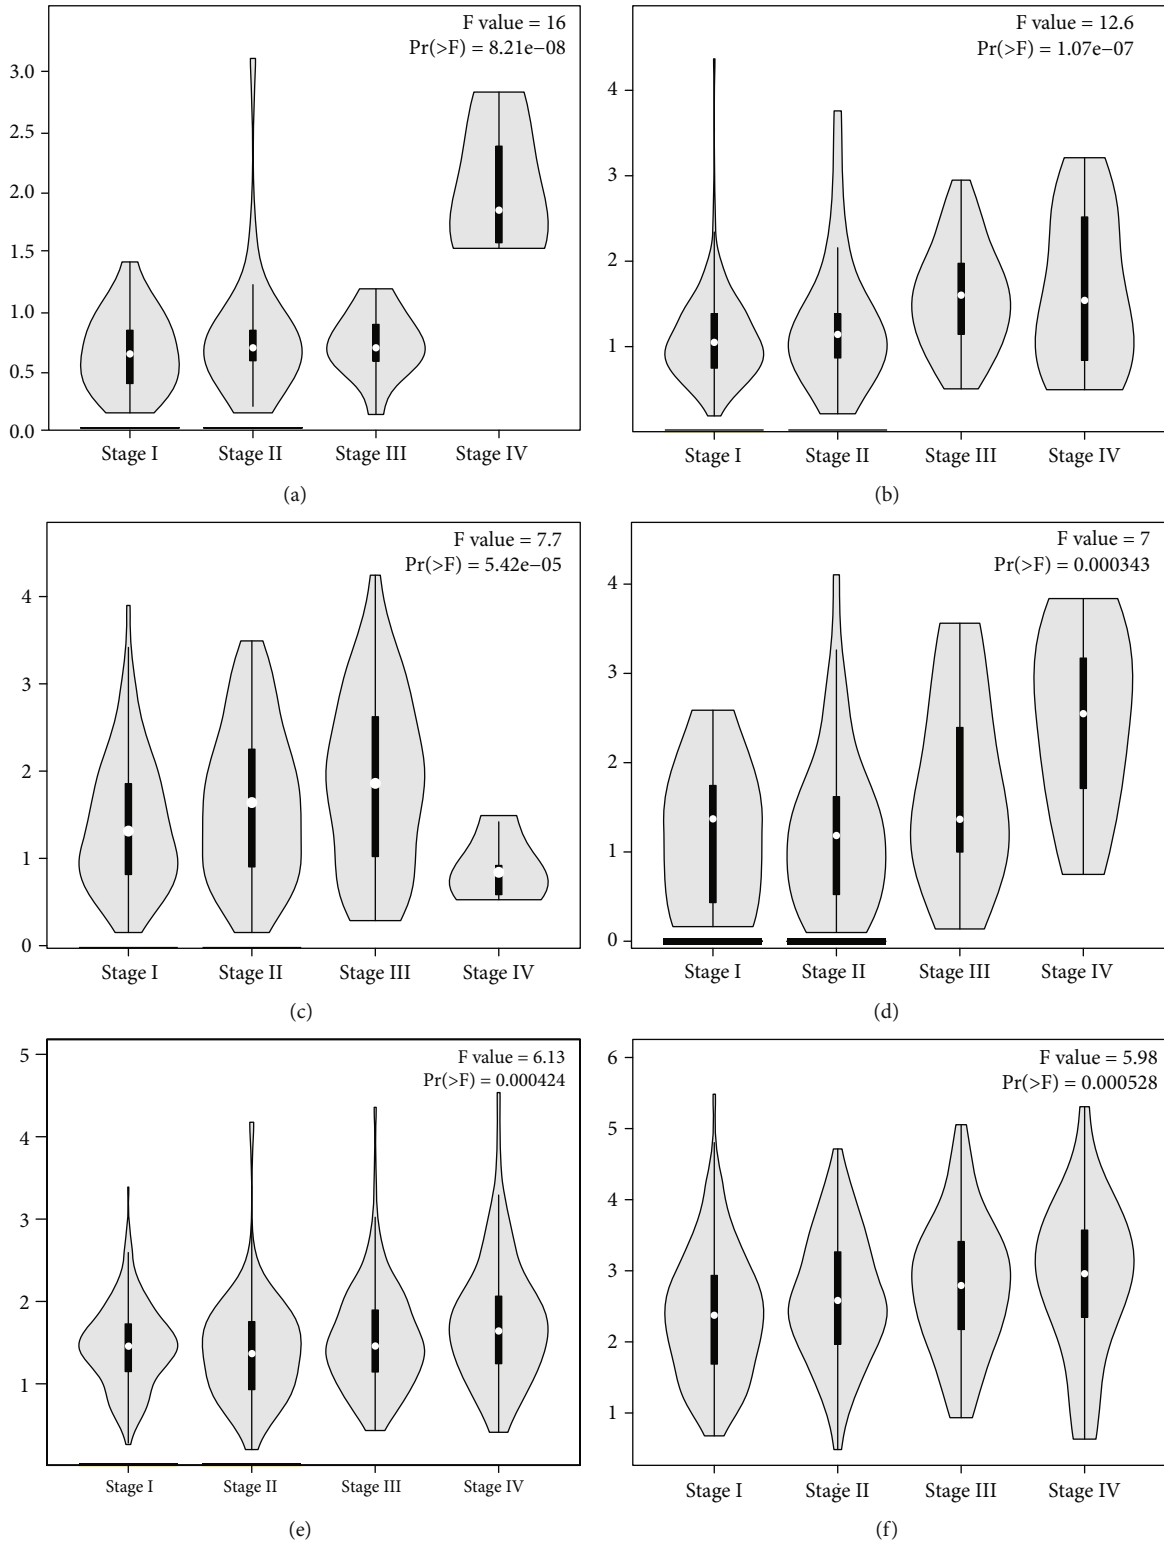 F value = 16
Pr(>F) = 8.21e−08
3.0
2.5
2.0
1.5
1.0
0.5
0.0
Stage I Stage II Stage III Stage IV
(a)
F value = 12.6
Pr(>F) = 1.07e−07
4
3
2
1
Stage I Stage II Stage III Stage IV
(b)
F value = 7.7
Pr(>F) = 5.42e−05
4
3
2
1
0
Stage I Stage II Stage III Stage IV
(c)
F value = 7
Pr(>F) = 0.000343
4
3
2
1
0
Stage I Stage II Stage III Stage IV
(d)
F value = 6.13
Pr(>F) = 0.000424
5
4
3
2
1
Stage I Stage II Stage III Stage IV
(e)
F value = 5.98
Pr(>F) = 0.000528
6
5
4
3
2
1
Stage I Stage II Stage III Stage IV
(f)